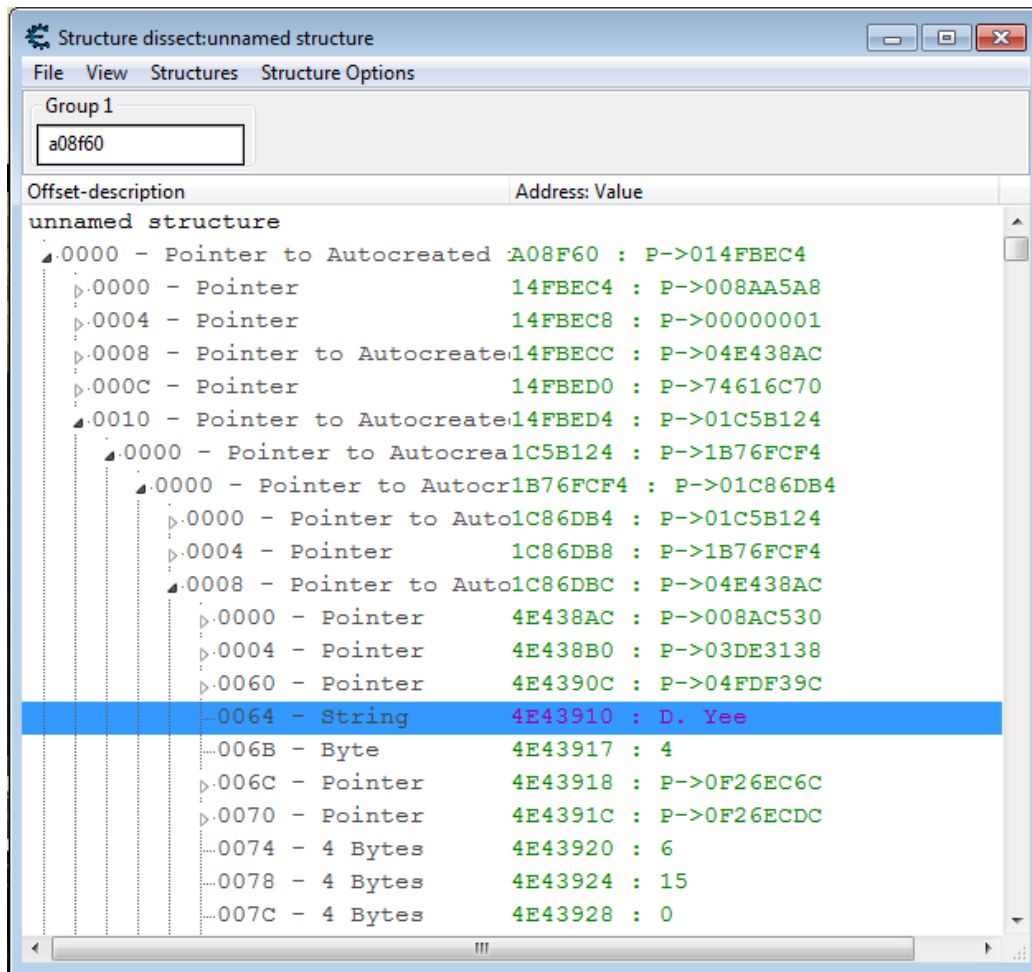 Structure dissect:unnamed structure
File View Structures Structure Options
Group 1
a08f60
Offset-description Address: Value
unnamed structure
0000 - Pointer to Autocreated A08F60 : P->014FBEC4
0000 - Pointer 14FBEC4 : P->008AA5A8
0004 - Pointer 14FBEC8 : P->00000001
0008 - Pointer to Autocreate 14FBECC : P->04E438AC
000C - Pointer 14FBED0 : P->74616C70
0010 - Pointer to Autocreate 14FBED4 : P->01C5B124
0000 - Pointer to Autocrea 1C5B124 : P->1B76FCF4
0000 - Pointer to Autocr 1B76FCF4 : P->01C86DB4
0000 - Pointer to Auto 1C86DB4 : P->01C5B124
0004 - Pointer 1C86DB8 : P->1B76FCF4
0008 - Pointer to Auto 1C86DBC : P->04E438AC
0000 - Pointer 4E438AC : P->008AC530
0004 - Pointer 4E438B0 : P->03DE3138
0060 - Pointer 4E4390C : P->04FDF39C
0064 - String 4E43910 : D. Yee
006B - Byte 4E43917 : 4
006C - Pointer 4E43918 : P->0F26EC6C
0070 - Pointer 4E4391C : P->0F26ECDC
0074 - 4 Bytes 4E43920 : 6
0078 - 4 Bytes 4E43924 : 15
007C - 4 Bytes 4E43928 : 0